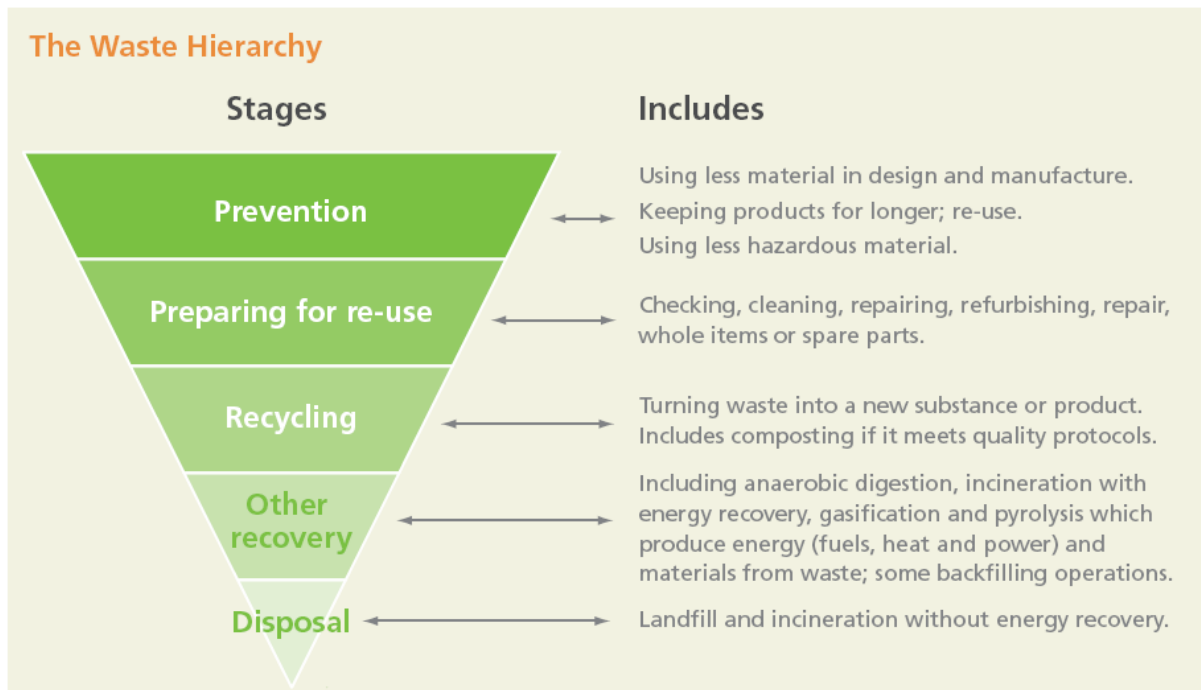 The Waste Hierarchy
Stages
Includes
Prevention
Using less material in design and manufacture.
Keeping products for longer; re-use.
Using less hazardous material.
Preparing for re-use
Checking, cleaning, repairing, refurbishing, repair,
whole items or spare parts.
Recycling
Turning waste into a new substance or product.
Includes composting if it meets quality protocols.
Other
recovery
Including anaerobic digestion, incineration with
energy recovery, gasification and pyrolysis which
produce energy (fuels, heat and power) and
materials from waste; some backfilling operations.
Disposal
Landfill and incineration without energy recovery.